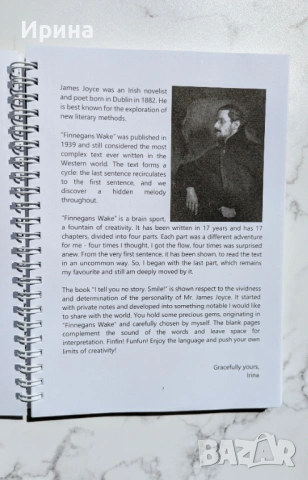 Ирина
James Joyce was an Irish novelist
and poet born in Dublin in 1882. He
is best known for the exploration of
new literary methods.
"Finnegans Wake" was published in
1939 and still considered the most
complex text ever written in the
Western world. The text forms a
cycle: the last sentence recirculates
to the first sentence, and we
discover a hidden melody
throughout.
"Finnegans Wake" is a brain sport,
a fountain of creativity. It has been written in 17 years and has 17
chapters, divided into four parts. Each part was a different adventure
for me - four times I thought, I got the flow, four times was surprised
anew. From the very first sentence, it has been shown, to read the text
in an uncommon way. So, I began with the last part, which remains
my favourite and still am deeply moved by it.
The book "I tell you no story. Smile!" is shown respect to the vividness
and determination of the personality of Mr. James Joyce. It started
with private notes and developed into something notable I would like
to share with the world. You hold some precious gems, originating in
"Finnegans Wake" and carefully chosen by myself. The blank pages
complement the sound of the words and leave space for
interpretation. Finfin! Funfun! Enjoy the language and push your own
limits of creativity!
Gracefully yours,
Irina
BAZAR.bg